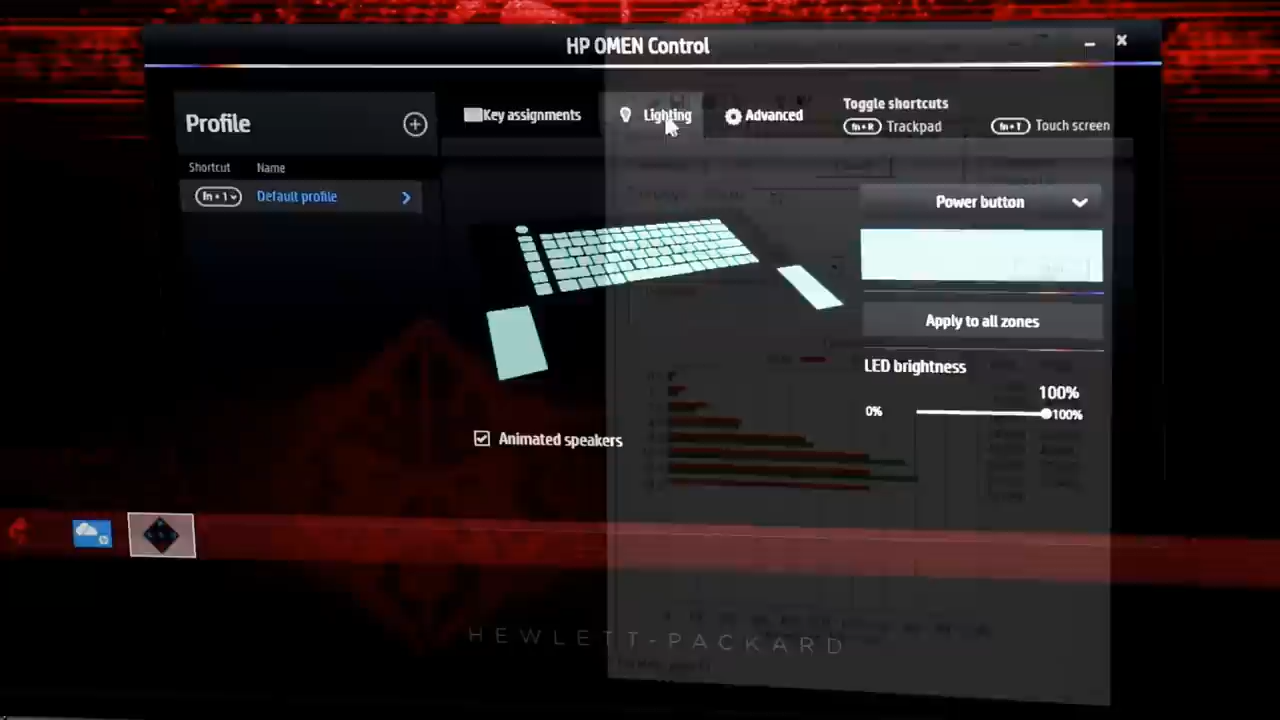 HP OMEN Control
Profile
Key assignments
Lighting
Advanced
Toggle shortcuts
fn + R Trackpad
fn + T Touch screen
Shortcut Name
fn + 1 Default profile
Power button
Apply to all zones
LED brightness
100%
0%
100%
Animated speakers
HEWLETT-PACKARD